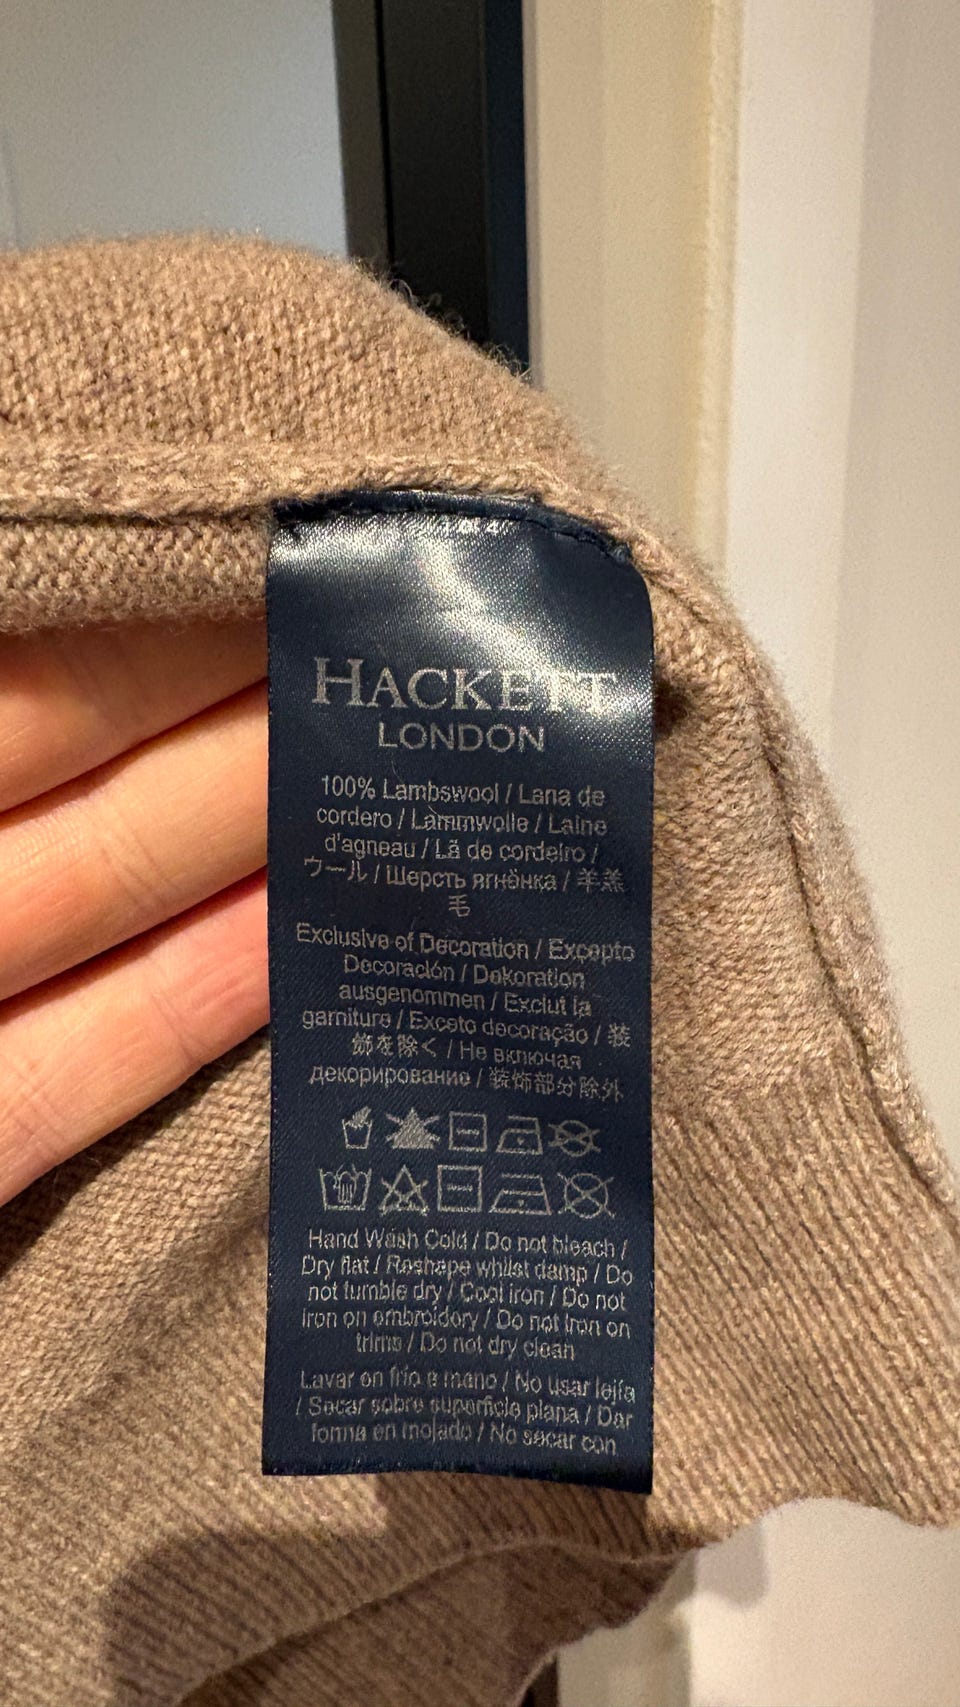 1 of 4
HACKETT
LONDON
100% Lambswool / Lana de
cordero / Lammwolle / Laine
d'agneau / Lã de cordeiro /
ウール / Шерсть ягнёнка / 羊羔
毛
Exclusive of Decoration / Excepto
Decoración / Dekoration
ausgenommen / Exclut la
garniture / Exceto decoração / 装
飾を除く / Не включая
декорирование / 装饰部分除外
Hand Wash Cold / Do not bleach /
Dry flat / Reshape whilst damp / Do
not tumble dry / Cool iron / Do not
iron on embroidery / Do not iron on
trims / Do not dry clean
Lavar en frío a mano / No usar lejía
/ Secar sobre superficie plana / Dar
forma en mojado / No secar con